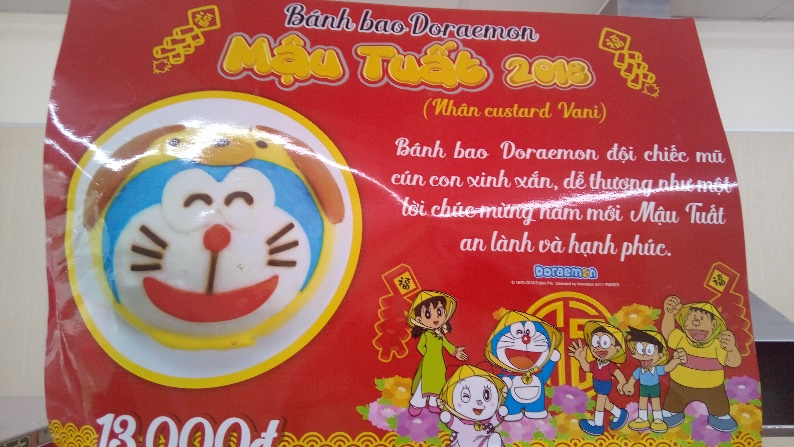 Bánh bao Doraemon
Mậu Tuất 2018
(Nhân custard Vani)
Bánh bao Doraemon đội chiếc mũ
cún con xinh xắn, dễ thương như một
lời chúc mừng năm mới Mậu Tuất
an lành và hạnh phúc.
Doraemon
13.000đ